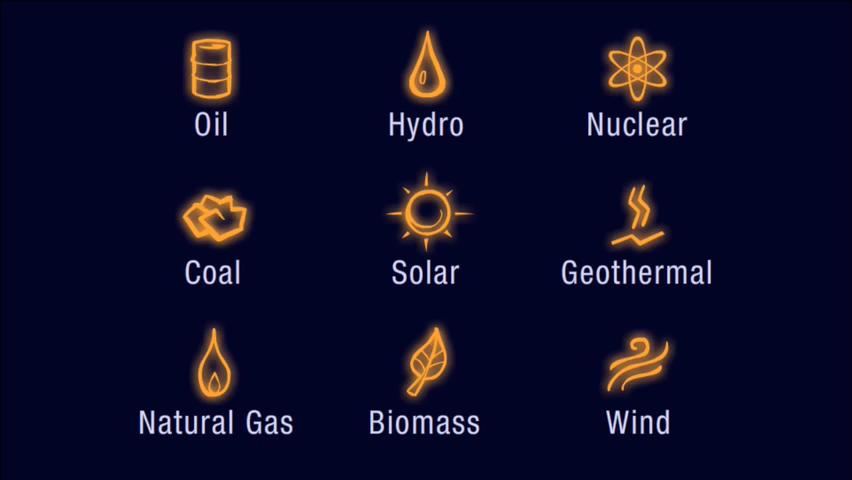 Oil
Hydro
Nuclear
Coal
Solar
Geothermal
Natural Gas
Biomass
Wind